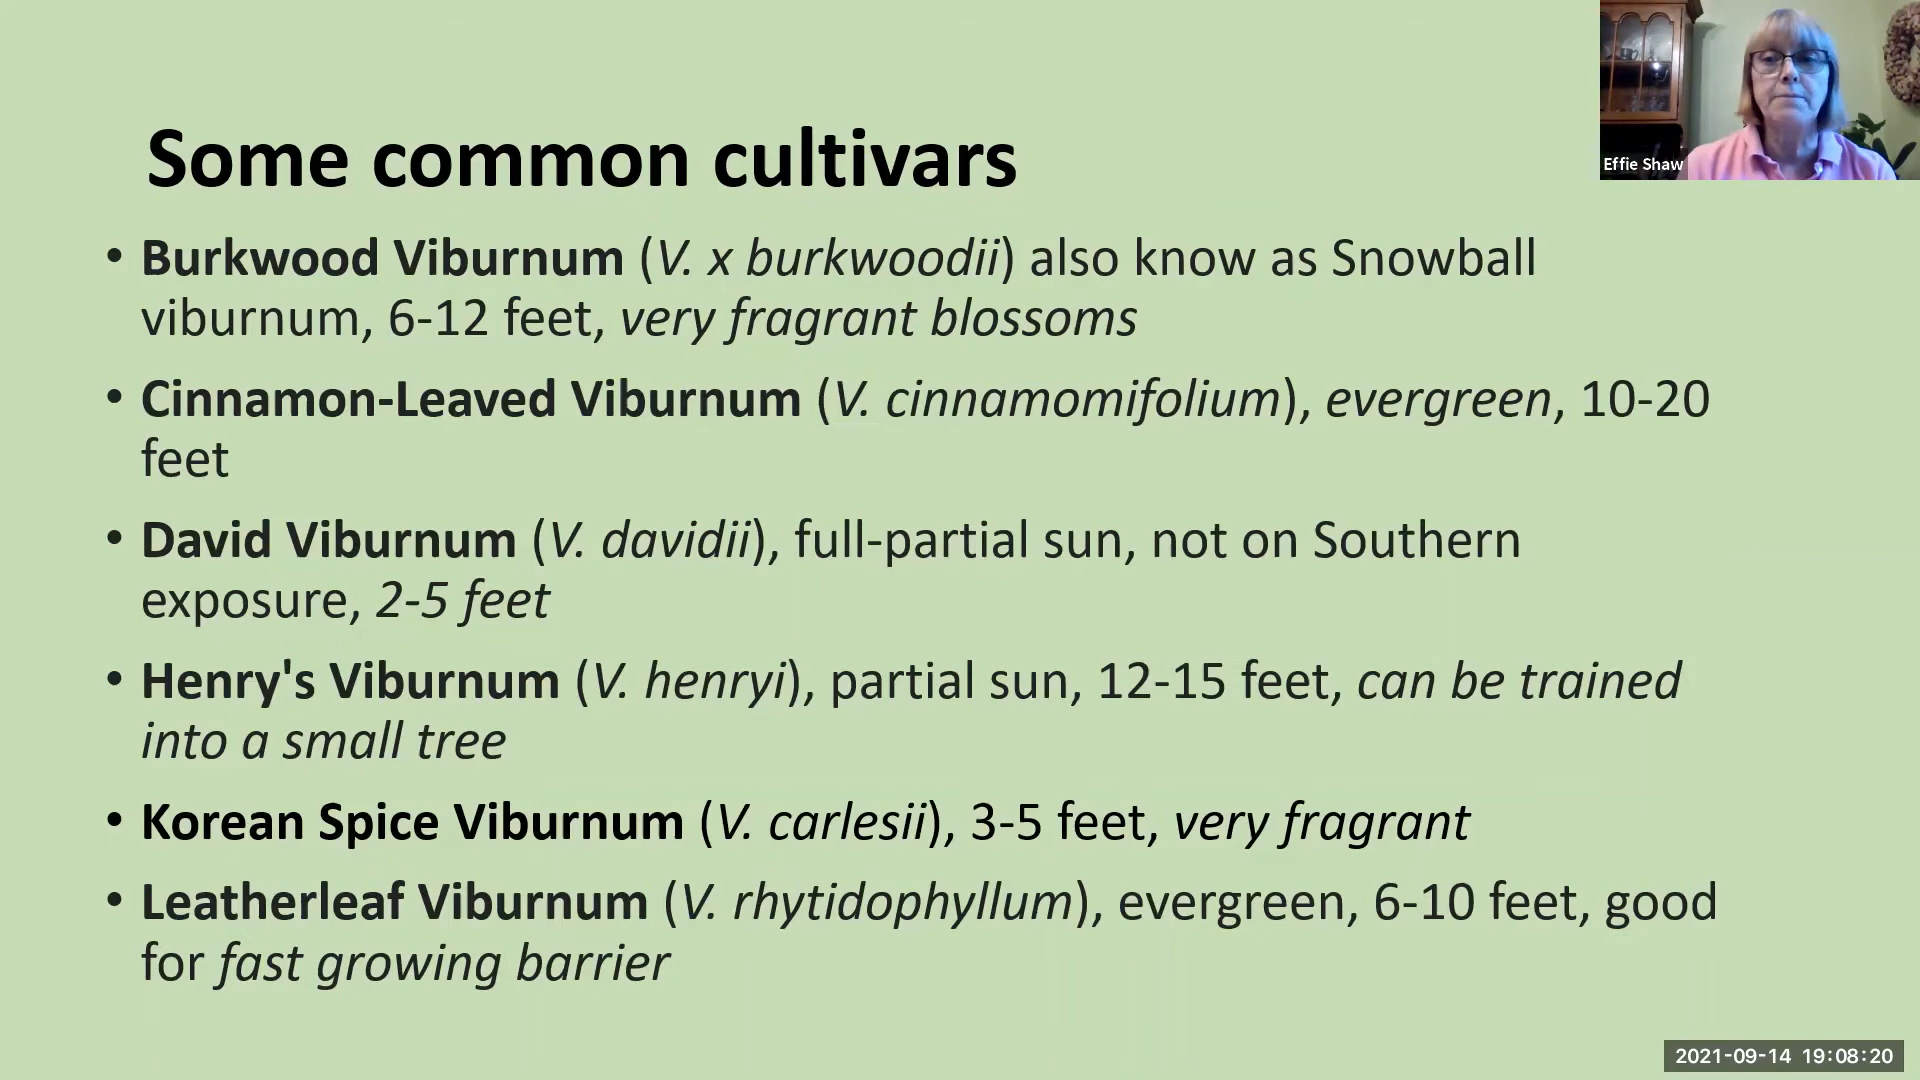 Some common cultivars
Effie Shaw
• Burkwood Viburnum (V. x burkwoodii) also know as Snowball
viburnum, 6-12 feet, very fragrant blossoms
• Cinnamon-Leaved Viburnum (V. cinnamomifolium), evergreen, 10-20
feet
• David Viburnum (V. davidii), full-partial sun, not on Southern
exposure, 2-5 feet
• Henry's Viburnum (V. henryi), partial sun, 12-15 feet, can be trained
into a small tree
• Korean Spice Viburnum (V. carlesii), 3-5 feet, very fragrant
• Leatherleaf Viburnum (V. rhytidophyllum), evergreen, 6-10 feet, good
for fast growing barrier
2021-09-14 19:08:20